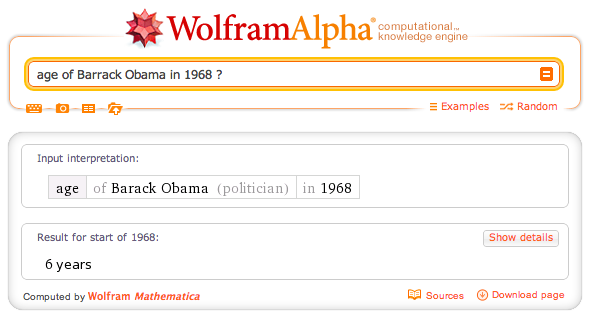 WolframAlpha® computational™ knowledge engine
age of Barrack Obama in 1968 ?
Examples Random
Input interpretation:
age of Barack Obama (politician) in 1968
Result for start of 1968: Show details
6 years
Computed by Wolfram Mathematica Sources Download page